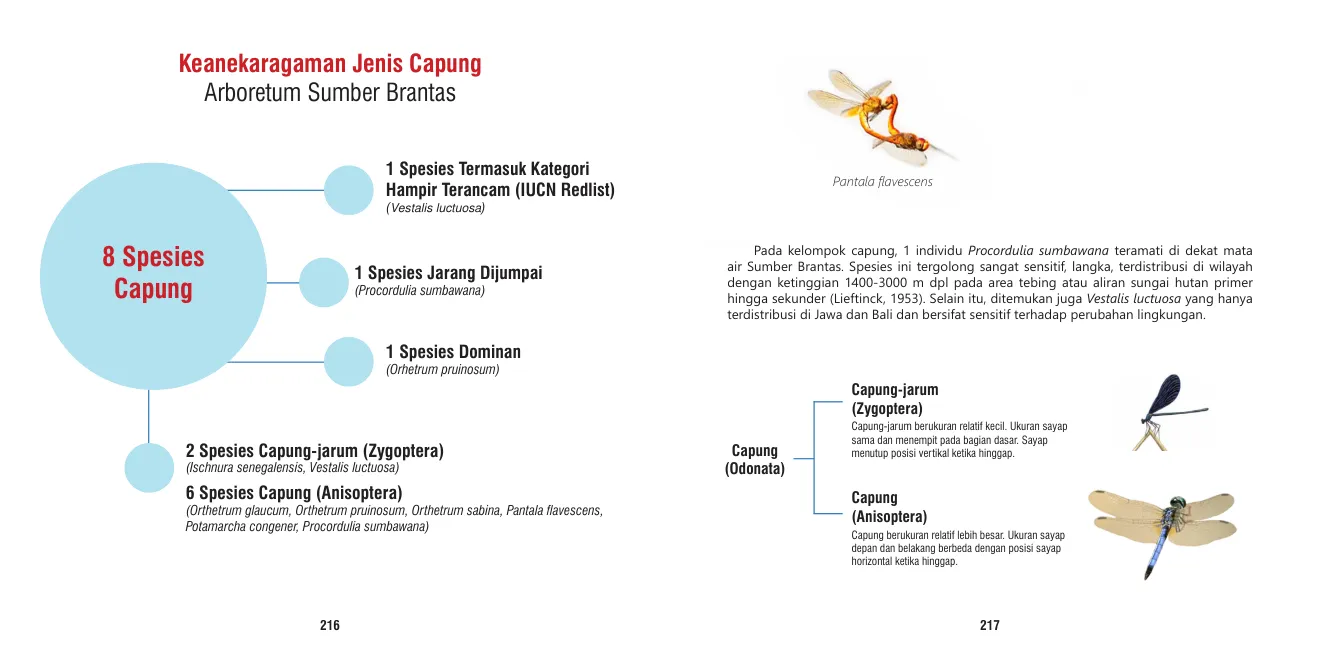 Keanekaragaman Jenis Capung
Arboretum Sumber Brantas
8 Spesies
Capung
1 Spesies Termasuk Kategori
Hampir Terancam (IUCN Redlist)
(Vestalis luctuosa)
1 Spesies Jarang Dijumpai
(Procordulia sumbawana)
1 Spesies Dominan
(Orhetrum pruinosum)
2 Spesies Capung-jarum (Zygoptera)
(Ischnura senegalensis, Vestalis luctuosa)
6 Spesies Capung (Anisoptera)
(Orthetrum glaucum, Orthetrum pruinosum, Orthetrum sabina, Pantala flavescens,
Potamarcha congener, Procordulia sumbawana)
216
Pantala flavescens
Pada kelompok capung, 1 individu Procordulia sumbawana teramati di dekat mata
air Sumber Brantas. Spesies ini tergolong sangat sensitif, langka, terdistribusi di wilayah
dengan ketinggian 1400-3000 m dpl pada area tebing atau aliran sungai hutan primer
hingga sekunder (Lieftinck, 1953). Selain itu, ditemukan juga Vestalis luctuosa yang hanya
terdistribusi di Jawa dan Bali dan bersifat sensitif terhadap perubahan lingkungan.
Capung
(Odonata)
Capung-jarum
(Zygoptera)
Capung-jarum berukuran relatif kecil. Ukuran sayap
sama dan menempit pada bagian dasar. Sayap
menutup posisi vertikal ketika hinggap.
Capung
(Anisoptera)
Capung berukuran relatif lebih besar. Ukuran sayap
depan dan belakang berbeda dengan posisi sayap
horizontal ketika hinggap.
217